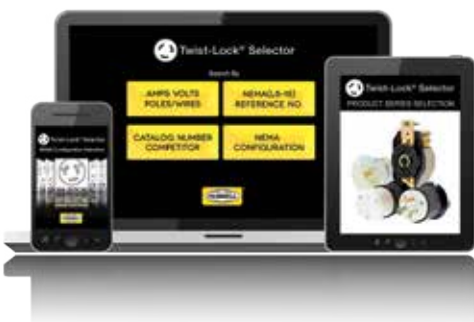 Twist-Lock® Selector
Search By
AMPS VOLTS
POLES/WIRES
NEMA(L5-15)
REFERENCE NO.
CATALOG NUMBER
COMPETITOR
NEMA
CONFIGURATION
HUBBELL
Twist-Lock® Selector
Twist-Lock® Selector
PRODUCT SERIES SELECTION